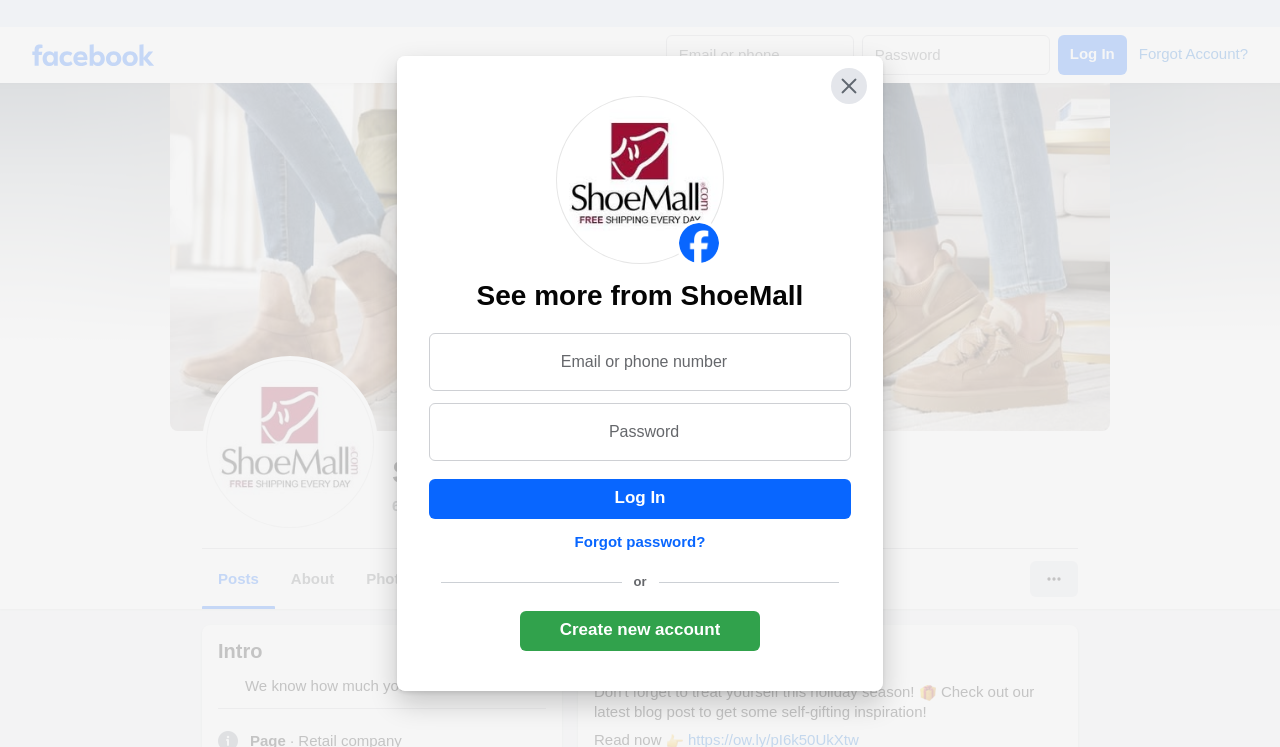 facebook
Email or phone
Password
Log In
Forgot Account?
ShoeMall.com
FREE SHIPPING EVERY DAY
See more from ShoeMall
Email or phone number
Password
Log In
Forgot password?
or
Create new account
ShoeMall.com
FREE SHIPPING EVERY DAY
Posts
About
Intro
We know how much
Page · Retail company
Don't forget to treat yourself this holiday season! 🎁 Check out our
latest blog post to get some self-gifting inspiration!
Read now 👉 https://ow.ly/pI6k50UkXtw